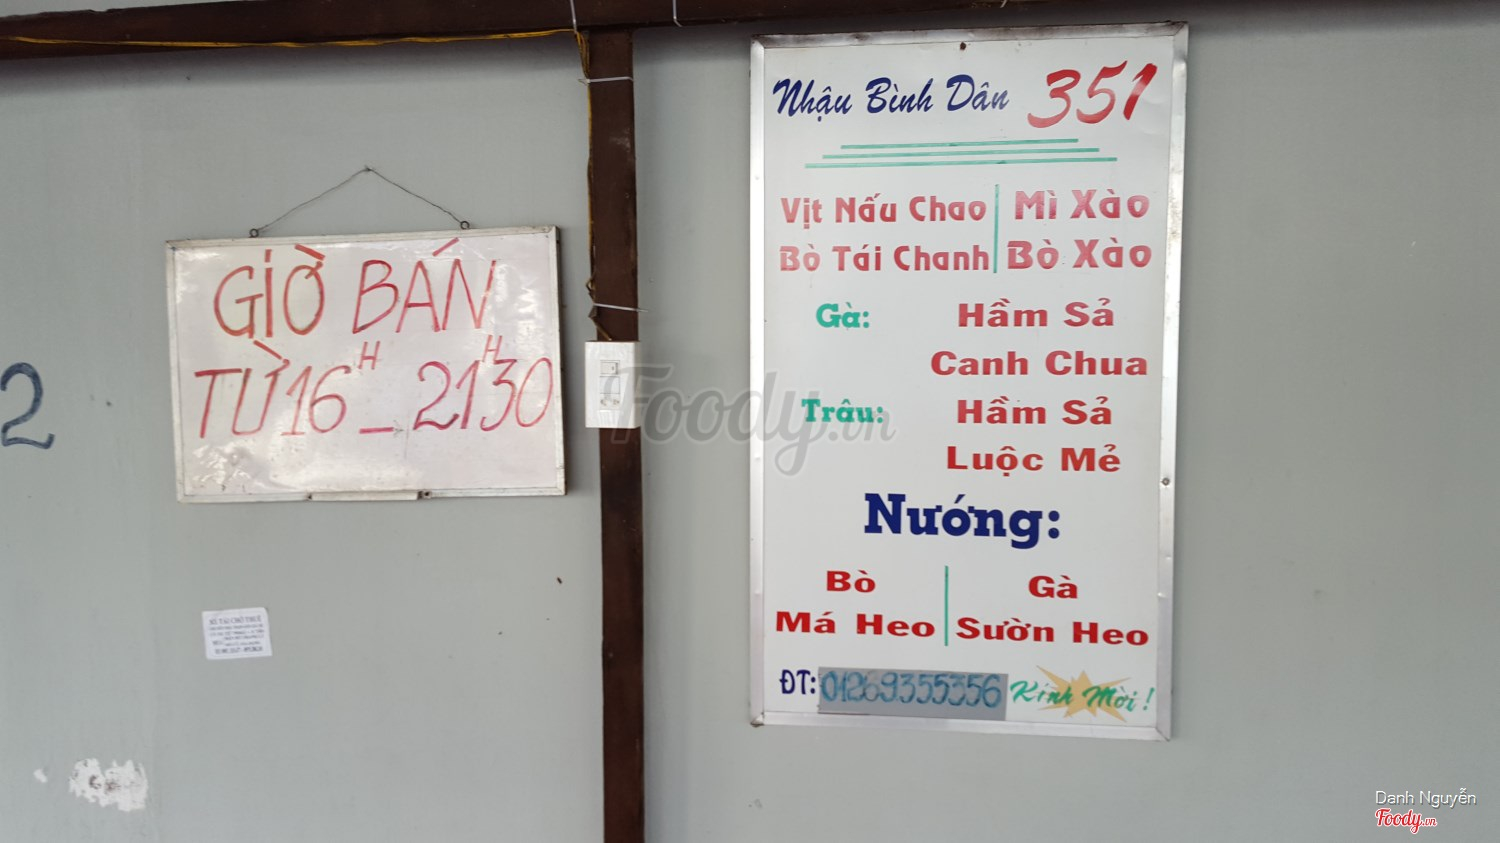 2
GIỜ BÁN
TỪ 16H - 21H30
Nhậu Bình Dân 351
Vịt Nấu Chao Mì Xào
Bò Tái Chanh Bò Xào
Gà: Hầm Sả
Canh Chua
Trâu: Hầm Sả
Luộc Mẻ
Nướng:
Bò Gà
Má Heo Sườn Heo
ĐT: 01269355356 Kính Mời!
Foody.vn
Danh Nguyễn
Foody.vn